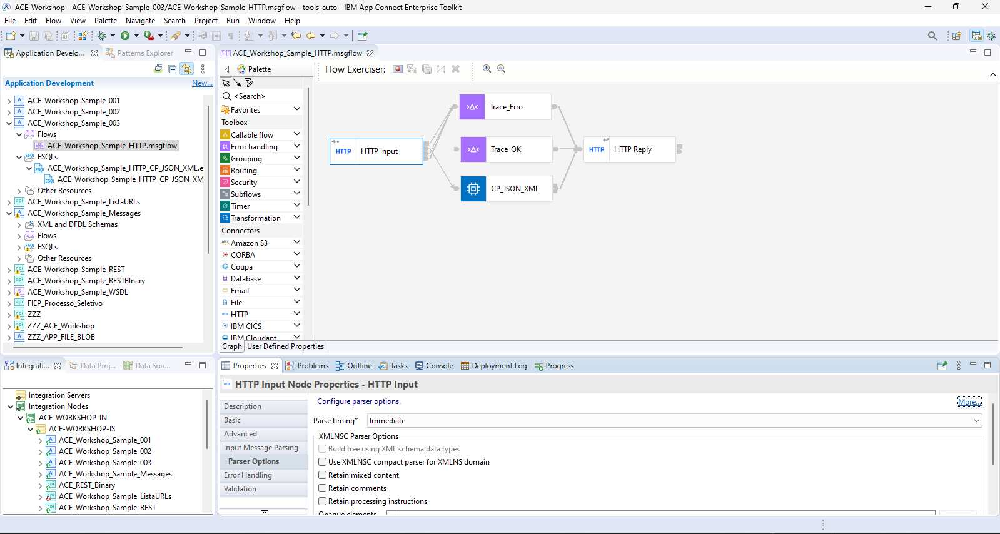 ACE_Workshop - ACE_Workshop_Sample_003/ACE_Workshop_Sample_HTTP.msgflow - tools_auto - IBM App Connect Enterprise Toolkit
File Edit Flow View Palette Navigate Search Project Run Window Help
Application Develo... Patterns Explorer
Application Development New...
ACE_Workshop_Sample_001
ACE_Workshop_Sample_002
ACE_Workshop_Sample_003
Flows
ACE_Workshop_Sample_HTTP.msgflow
ESQLs
ACE_Workshop_Sample_HTTP_CP_JSON_XML.e
ACE_Workshop_Sample_HTTP_CP_JSON_XM
Other Resources
ACE_Workshop_Sample_ListaURLs
ACE_Workshop_Sample_Messages
XML and DFDL Schemas
Flows
ESQLs
Other Resources
ACE_Workshop_Sample_REST
ACE_Workshop_Sample_RESTBInary
ACE_Workshop_Sample_WSDL
FIEP_Processo_Seletivo
ZZZ
ZZZ_ACE_Workshop
ZZZ_APP_FILE_BLOB
ACE_Workshop_Sample_HTTP.msgflow
Palette
<Search>
Favorites
Toolbox
Callable flow
Error handling
Grouping
Routing
Security
Subflows
Timer
Transformation
Connectors
Amazon S3
CORBA
Coupa
Database
Email
File
HTTP
IBM CICS
IBM Cloudant
Graph User Defined Properties
Flow Exerciser:
Trace_Erro
HTTP HTTP Input
Trace_OK
HTTP HTTP Reply
CP_JSON_XML
Integrati... Data Proj... Data Sou...
Integration Servers
Integration Nodes
ACE-WORKSHOP-IN
ACE-WORKSHOP-IS
ACE_Workshop_Sample_001
ACE_Workshop_Sample_002
ACE_Workshop_Sample_003
ACE_Workshop_Sample_Messages
ACE_REST_Binary
ACE_Workshop_Sample_ListaURLs
ACE_Workshop_Sample_REST
Properties Problems Outline Tasks Console Deployment Log Progress
HTTP Input Node Properties - HTTP Input
Description
Basic
Advanced
Input Message Parsing
Parser Options
Error Handling
Validation
Configure parser options. More...
Parse timing* Immediate
XMLNSC Parser Options
Build tree using XML schema data types
Use XMLNSC compact parser for XMLNS domain
Retain mixed content
Retain comments
Retain processing instructions
Opaque elements